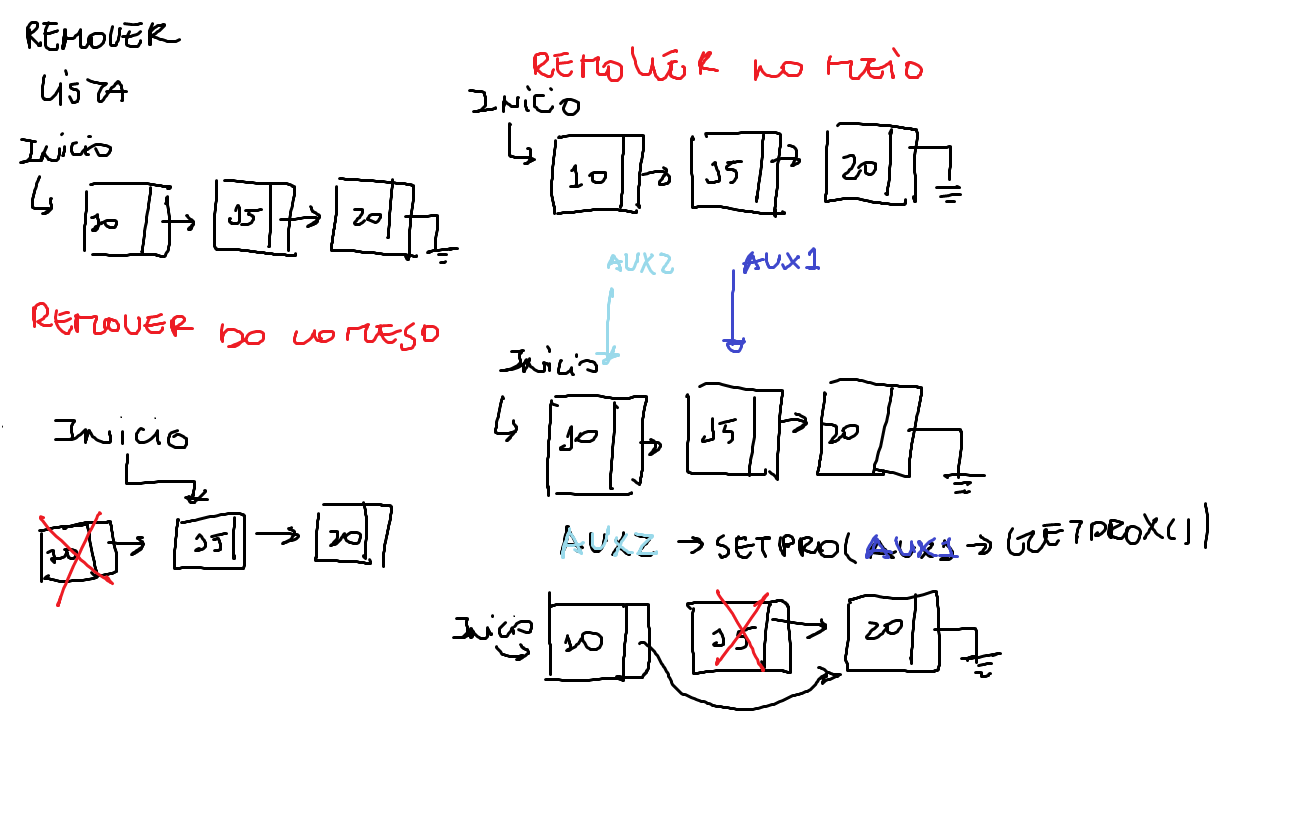 REMOVER
LISTA
INICIO
10 15 20
REMOVER DO COMESO
INICIO
10 15 20
REMOVER NO MEIO
INICIO
10 15 20
AUX2 AUX1
INICIO
10 15 20
AUX2 → SETPRO(AUX1 → GETPROX())
INICIO 10 15 20